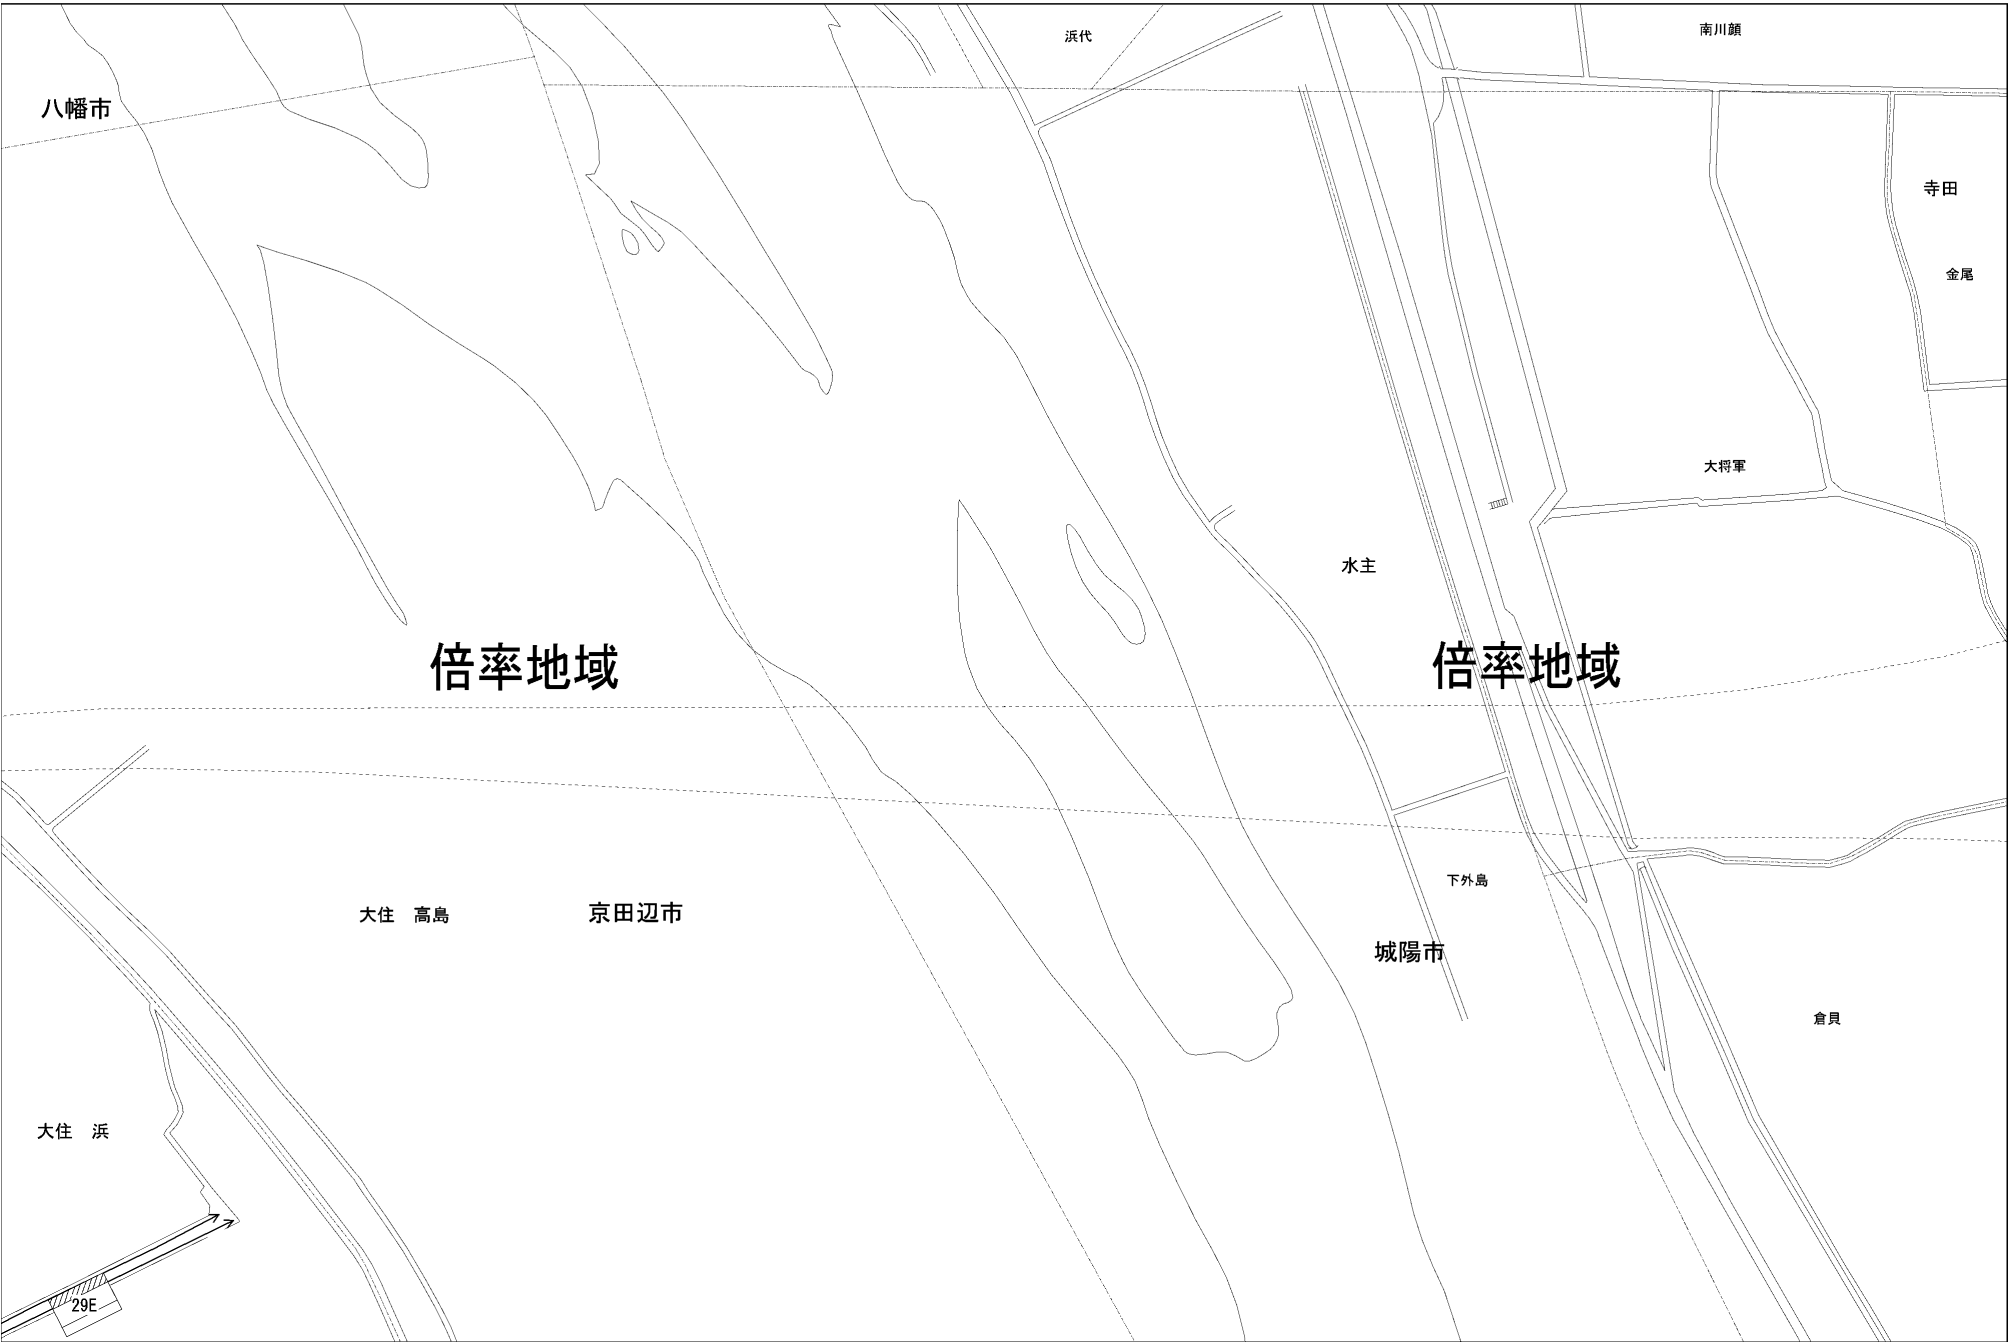 南川顔
浜代
八幡市
寺田
金尾
大将軍
水主
倍率地域
倍率地域
下外島
大住 高島
京田辺市
城陽市
倉貝
大住 浜
29E